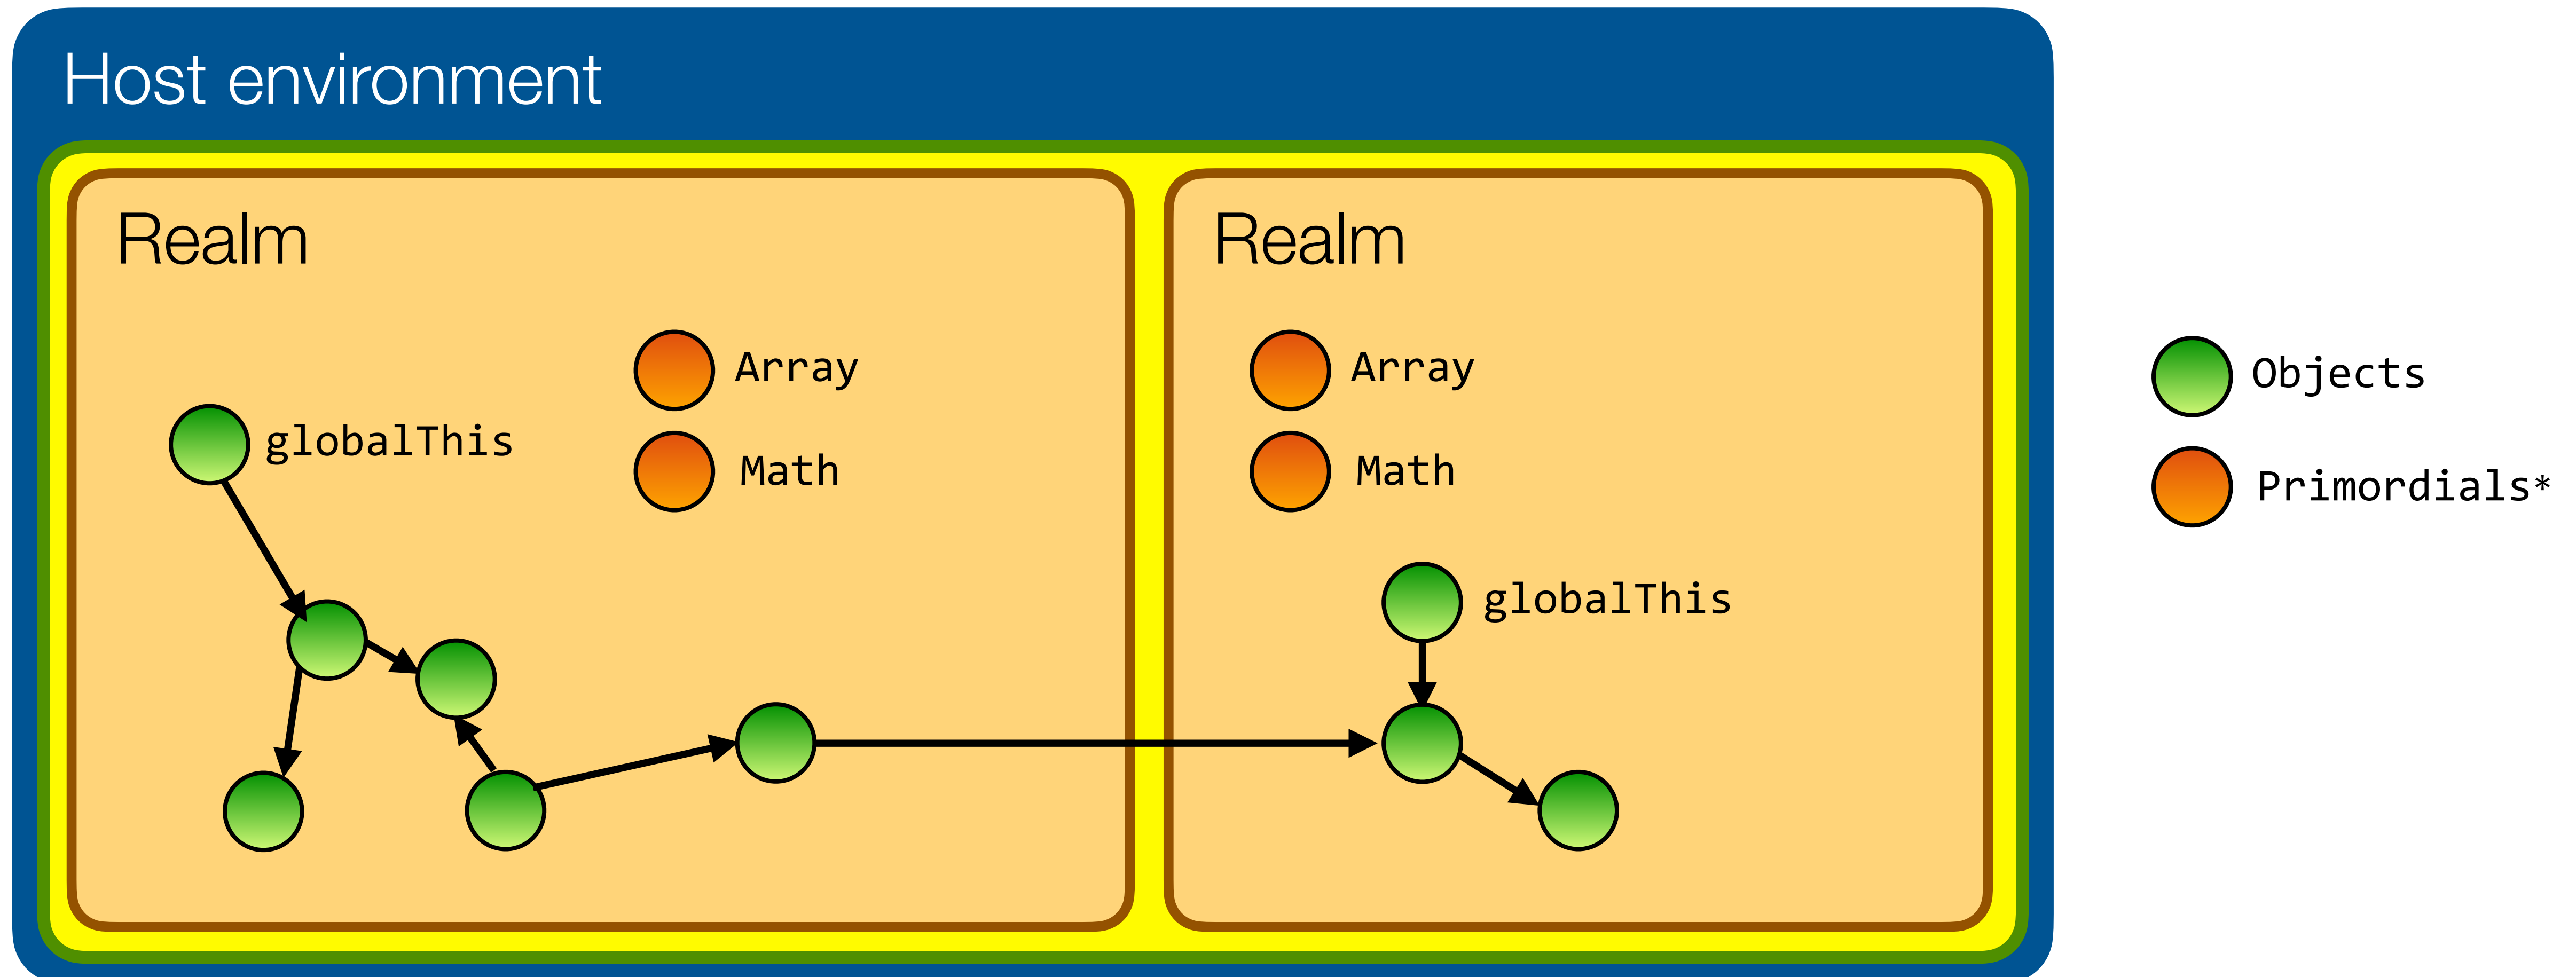 Host environment
Realm
Array
globalThis
Math
Realm
Array
Math
globalThis
Objects
Primordials*